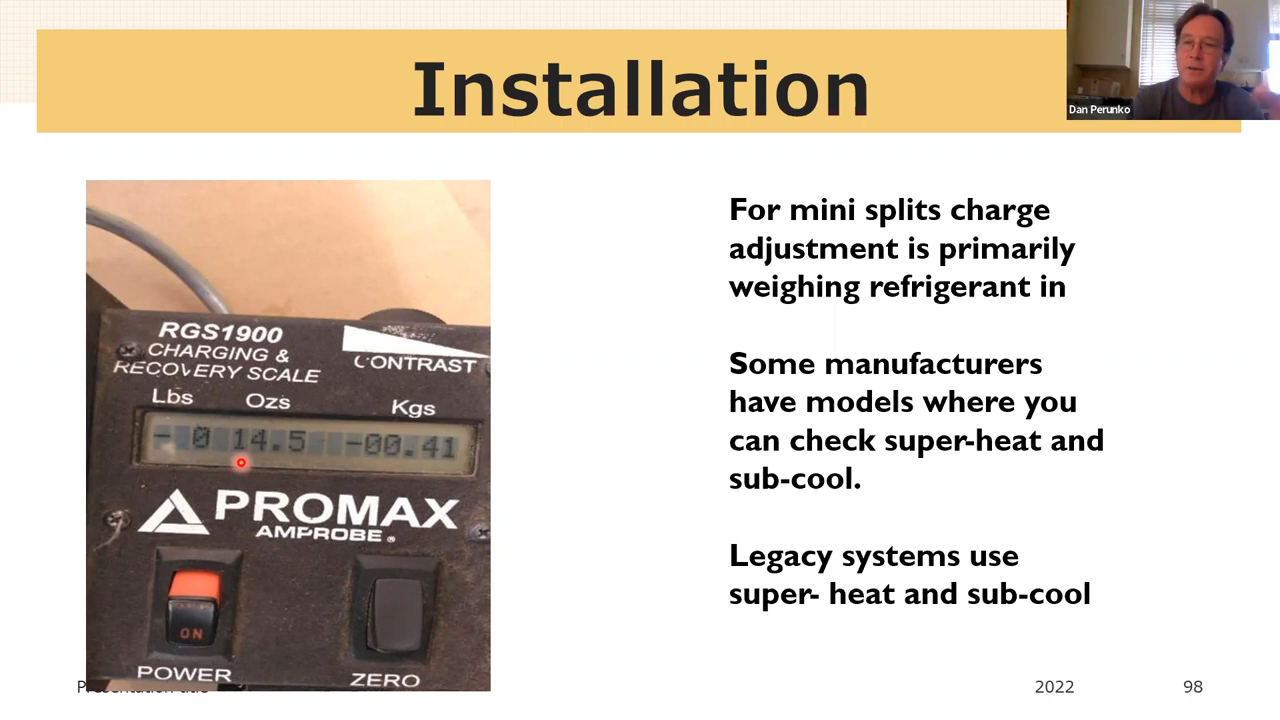 Installation
Dan Perunko
For mini splits charge
adjustment is primarily
weighing refrigerant in
Some manufacturers
have models where you
can check super-heat and
sub-cool.
Legacy systems use
super- heat and sub-cool
RGS1900
CHARGING &
RECOVERY SCALE
CONTRAST
Lbs Ozs Kgs
- 0 14.5 -00.41
PROMAX
AMPROBE®
ON
POWER ZERO
2022 98